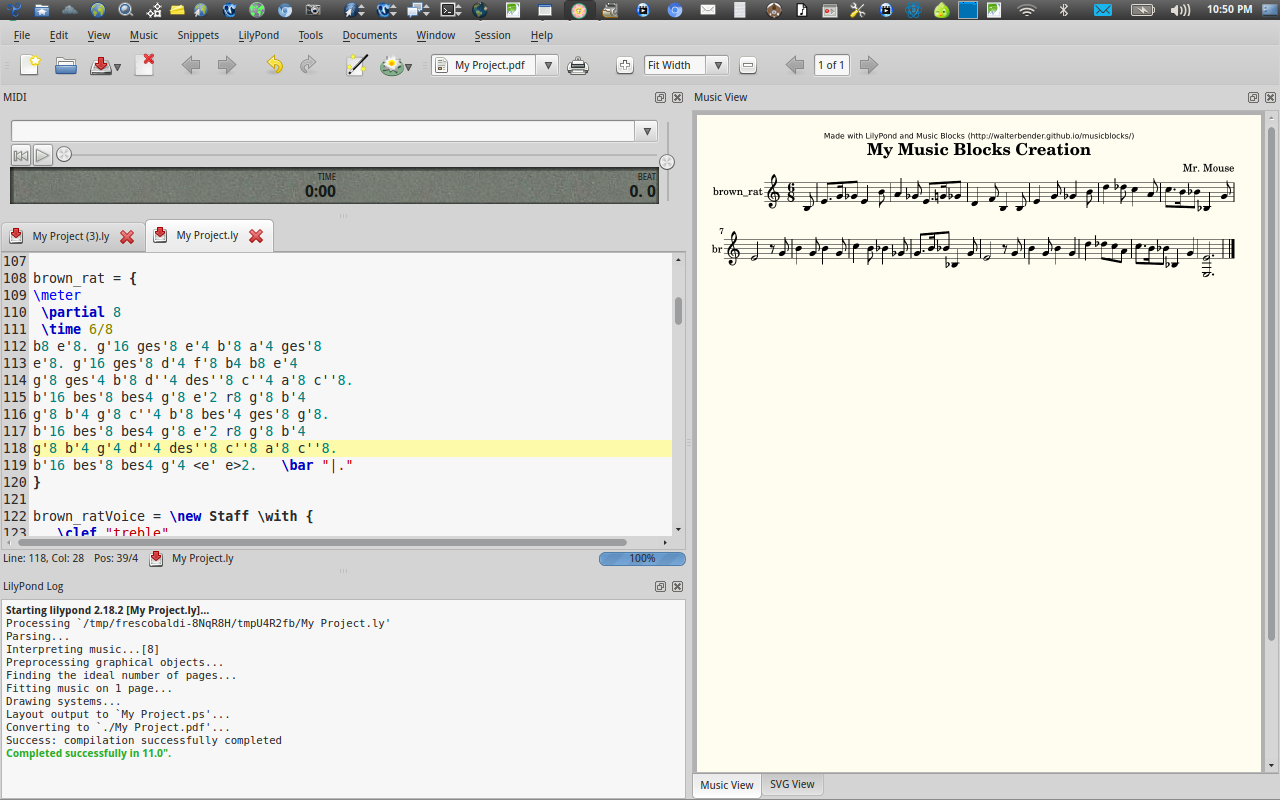 10:50 PM
File Edit View Music Snippets LilyPond Tools Documents Window Session Help
My Project.pdf Fit Width 1 of 1
MIDI
TIME BEAT
0:00 0. 0
My Project (3).ly My Project.ly
107
108 brown_rat = {
109 \meter
110 \partial 8
111 \time 6/8
112 b8 e'8. g'16 ges'8 e'4 b'8 a'4 ges'8
113 e'8. g'16 ges'8 d'4 f'8 b4 b8 e'4
114 g'8 ges'4 b'8 d''4 des''8 c''4 a'8 c''8.
115 b'16 bes'8 bes4 g'8 e'2 r8 g'8 b'4
116 g'8 b'4 g'8 c''4 b'8 bes'4 ges'8 g'8.
117 b'16 bes'8 bes4 g'8 e'2 r8 g'8 b'4
118 g'8 b'4 g'4 d''4 des''8 c''8 a'8 c''8.
119 b'16 bes'8 bes4 g'4 <e' e>2.   \bar "|."
120 }
121
122 brown_ratVoice = \new Staff \with {
123 \clef "treble"
Line: 118, Col: 28 Pos: 39/4 My Project.ly 100%
LilyPond Log
Starting lilypond 2.18.2 [My Project.ly]...
Processing `/tmp/frescobaldi-8NqR8H/tmpU4R2fb/My Project.ly'
Parsing...
Interpreting music...[8]
Preprocessing graphical objects...
Finding the ideal number of pages...
Fitting music on 1 page...
Drawing systems...
Layout output to `My Project.ps'...
Converting to `./My Project.pdf'...
Success: compilation successfully completed
Completed successfully in 11.0".
Music View
Made with LilyPond and Music Blocks (http://walterbender.github.io/musicblocks/)
My Music Blocks Creation
Mr. Mouse
brown_rat 6 8
7
br
Music View SVG View